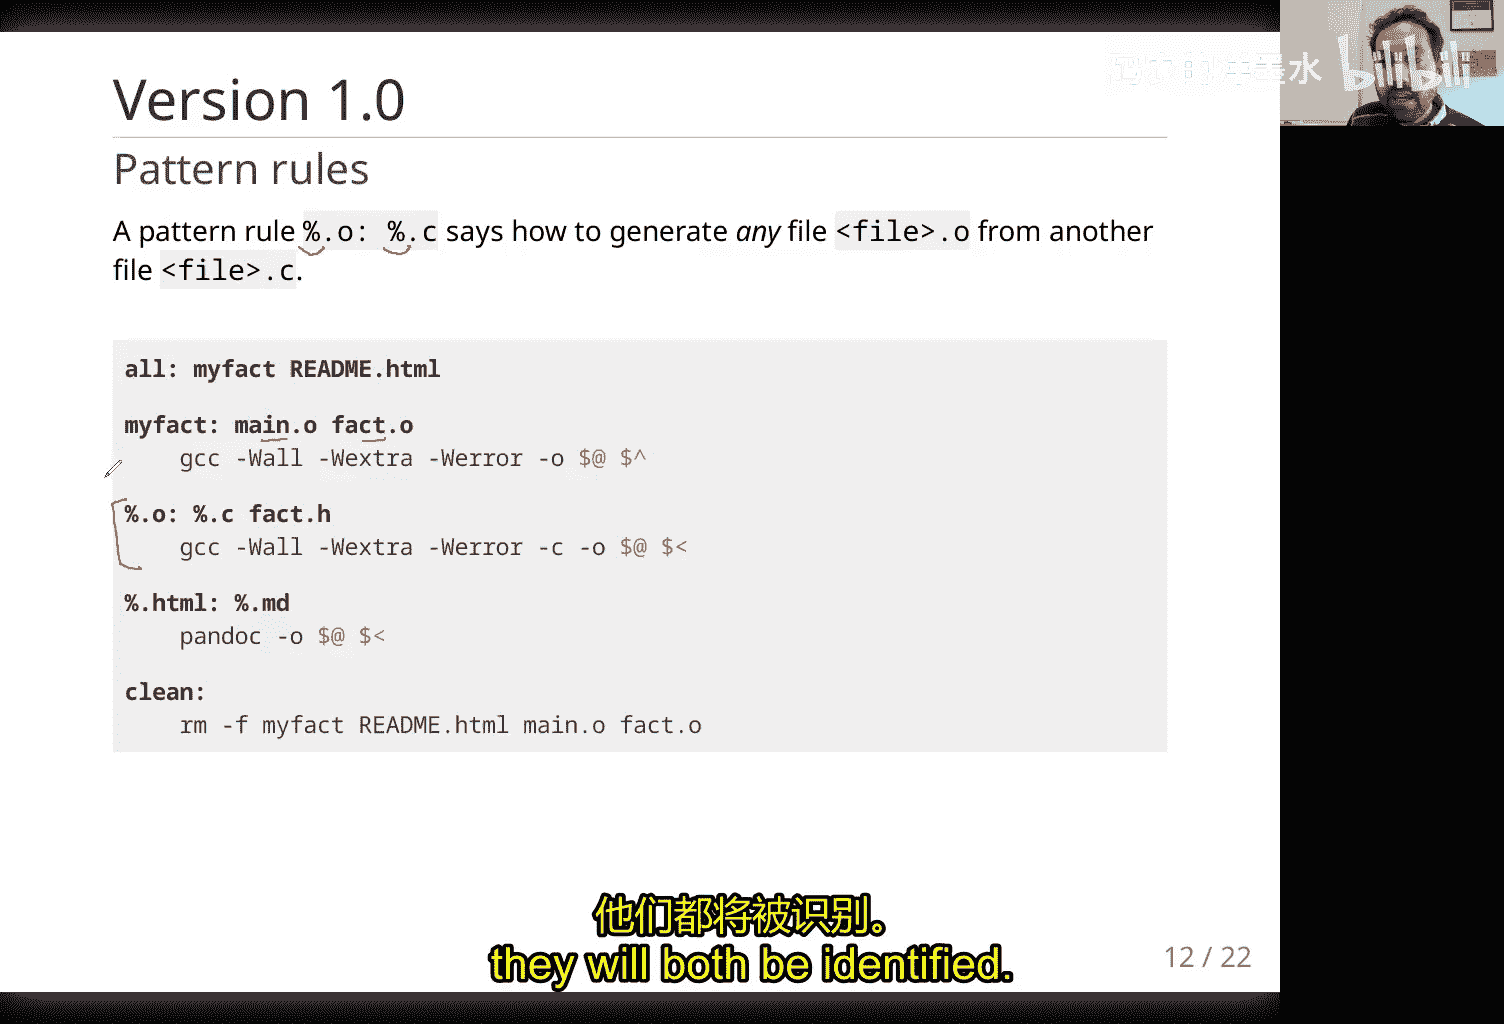 水
bilibili
Version 1.0
Pattern rules
A pattern rule %.o: %.c says how to generate any file <file>.o from another
file <file>.c.
all: myfact README.html
myfact: main.o fact.o
gcc -Wall -Wextra -Werror -o $@ $^
%.o: %.c fact.h
gcc -Wall -Wextra -Werror -c -o $@ $<
%.html: %.md
pandoc -o $@ $<
clean:
rm -f myfact README.html main.o fact.o
他们都将被识别。
they will both be identified.
12 / 22